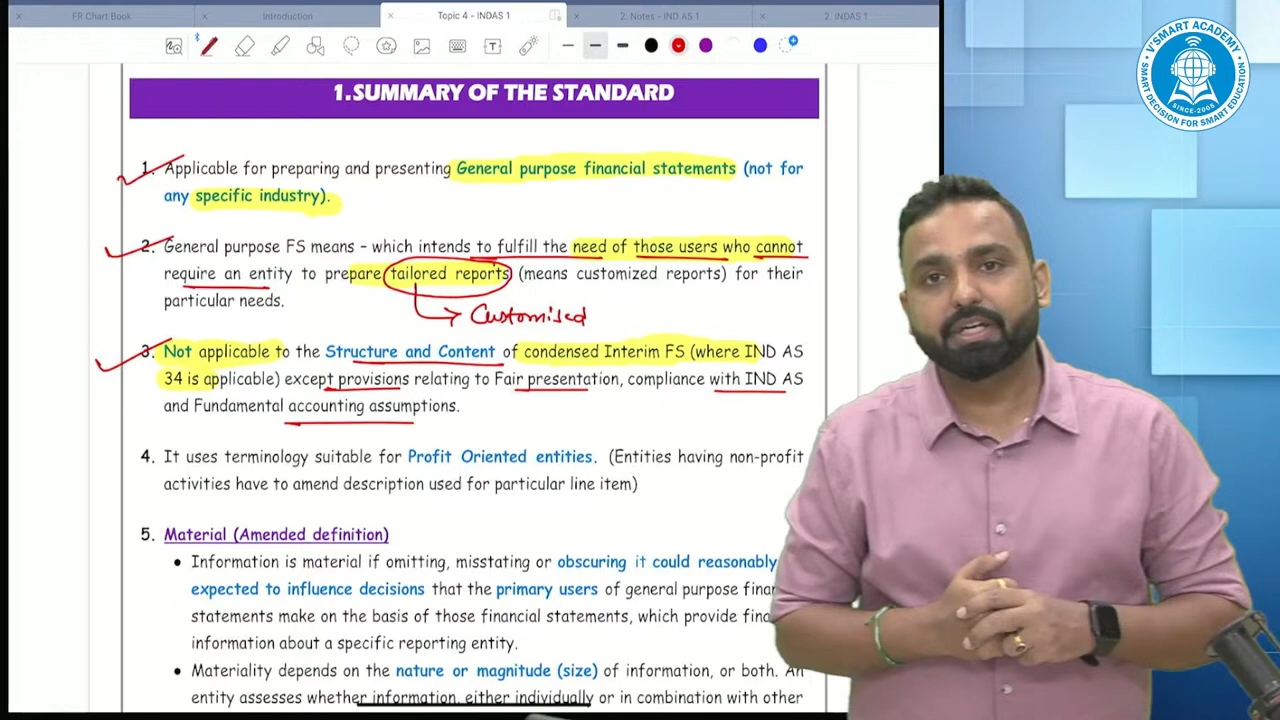 FR Chart Book
Introduction
Topic 4 - INDAS 1
2. Notes - IND AS 1
2. INDAS 1
V'SMART ACADEMY
SMART DECISION FOR SMART EDUCATION
SINCE-2005
1.SUMMARY OF THE STANDARD
1. Applicable for preparing and presenting General purpose financial statements (not for
any specific industry).
2. General purpose FS means – which intends to fulfill the need of those users who cannot
require an entity to prepare tailored reports (means customized reports) for their
particular needs.
Customised
3. Not applicable to the Structure and Content of condensed Interim FS (where IND AS
34 is applicable) except provisions relating to Fair presentation, compliance with IND AS
and Fundamental accounting assumptions.
4. It uses terminology suitable for Profit Oriented entities. (Entities having non-profit
activities have to amend description used for particular line item)
5. Material (Amended definition)
• Information is material if omitting, misstating or obscuring it could reasonably
expected to influence decisions that the primary users of general purpose finan
statements make on the basis of those financial statements, which provide fina
information about a specific reporting entity.
• Materiality depends on the nature or magnitude (size) of information, or both. An
entity assesses whether information, either individually or in combination with other